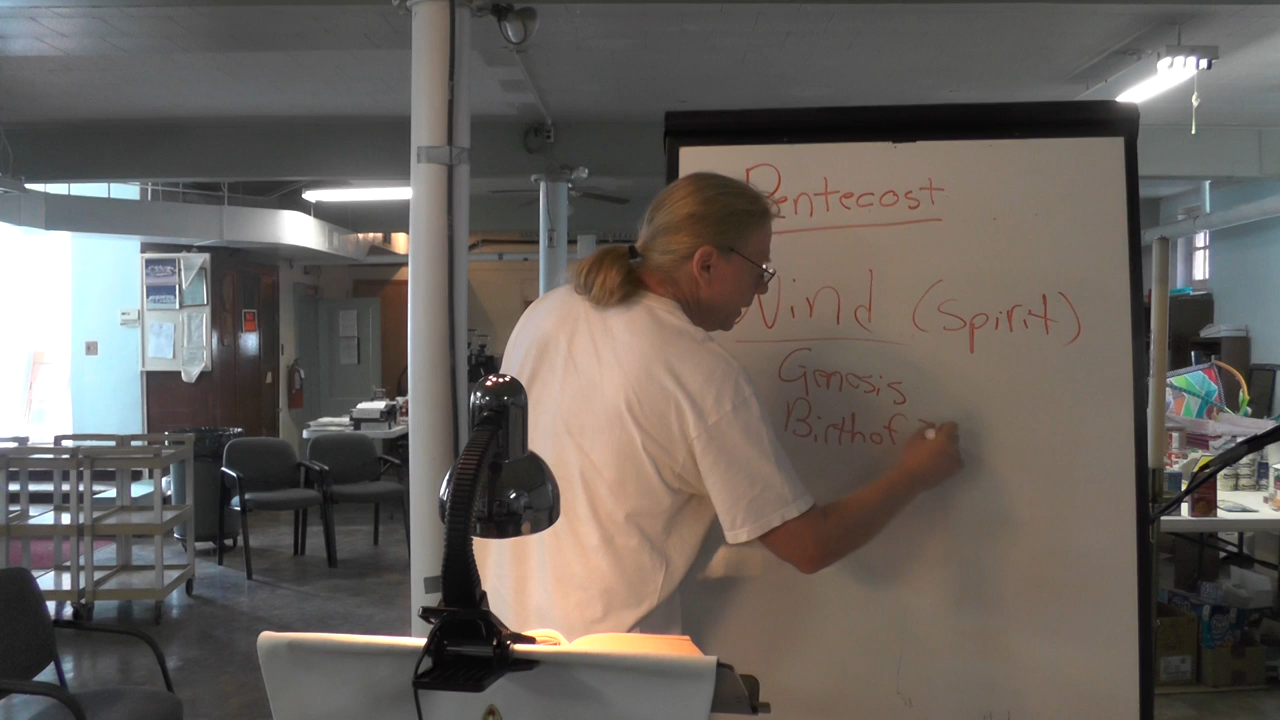 Pentecost
Wind (Spirit)
Genesis
Birth of